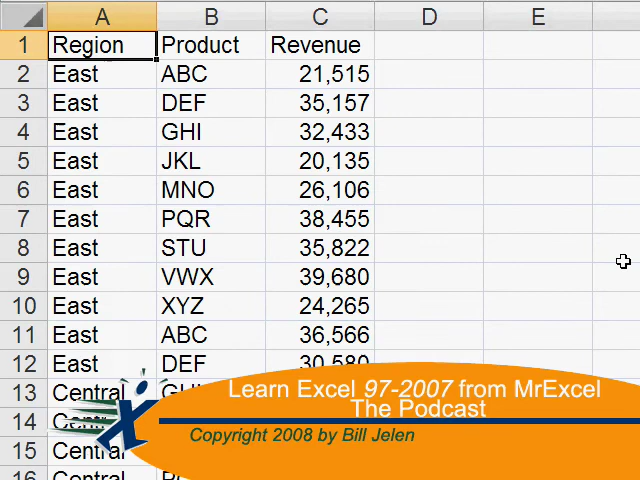 A B C D E
1 Region Product Revenue
2 East ABC 21,515
3 East DEF 35,157
4 East GHI 32,433
5 East JKL 20,135
6 East MNO 26,106
7 East PQR 38,455
8 East STU 35,822
9 East VWX 39,680
10 East XYZ 24,265
11 East ABC 36,566
12 East DEF 30,580
13 Central
14
15 Central
16 Central
Learn Excel 97-2007 from MrExcel
The Podcast
Copyright 2008 by Bill Jelen